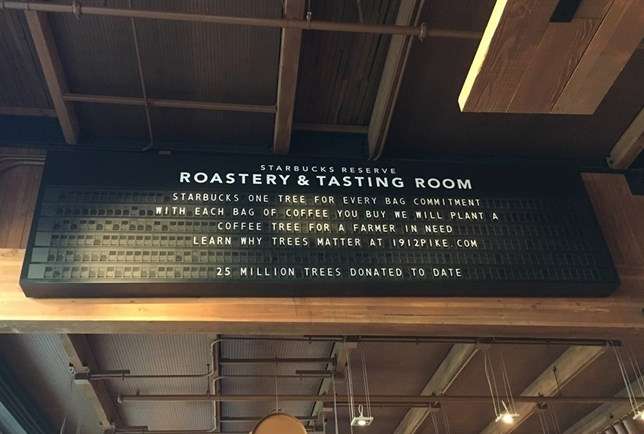 STARBUCKS RESERVE
ROASTERY & TASTING ROOM
STARBUCKS ONE TREE FOR EVERY BAG COMMITMENT
WITH EACH BAG OF COFFEE YOU BUY WE WILL PLANT A
COFFEE TREE FOR A FARMER IN NEED
LEARN WHY TREES MATTER AT 1912PIKE.COM
25 MILLION TREES DONATED TO DATE